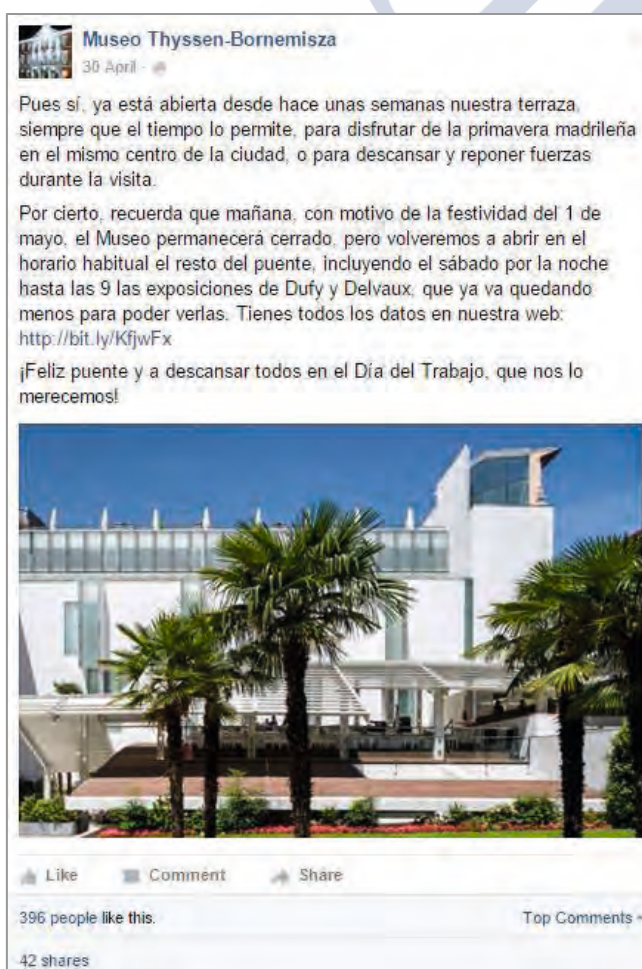 Museo Thyssen-Bornemisza
30 April ·
Pues sí, ya está abierta desde hace unas semanas nuestra terraza,
siempre que el tiempo lo permite, para disfrutar de la primavera madrileña
en el mismo centro de la ciudad, o para descansar y reponer fuerzas
durante la visita.
Por cierto, recuerda que mañana, con motivo de la festividad del 1 de
mayo, el Museo permanecerá cerrado, pero volveremos a abrir en el
horario habitual el resto del puente, incluyendo el sábado por la noche
hasta las 9 las exposiciones de Dufy y Delvaux, que ya va quedando
menos para poder verlas. Tienes todos los datos en nuestra web:
http://bit.ly/KfjwFx
¡Feliz puente y a descansar todos en el Día del Trabajo, que nos lo
merecemos!
Like Comment Share
396 people like this. Top Comments
42 shares